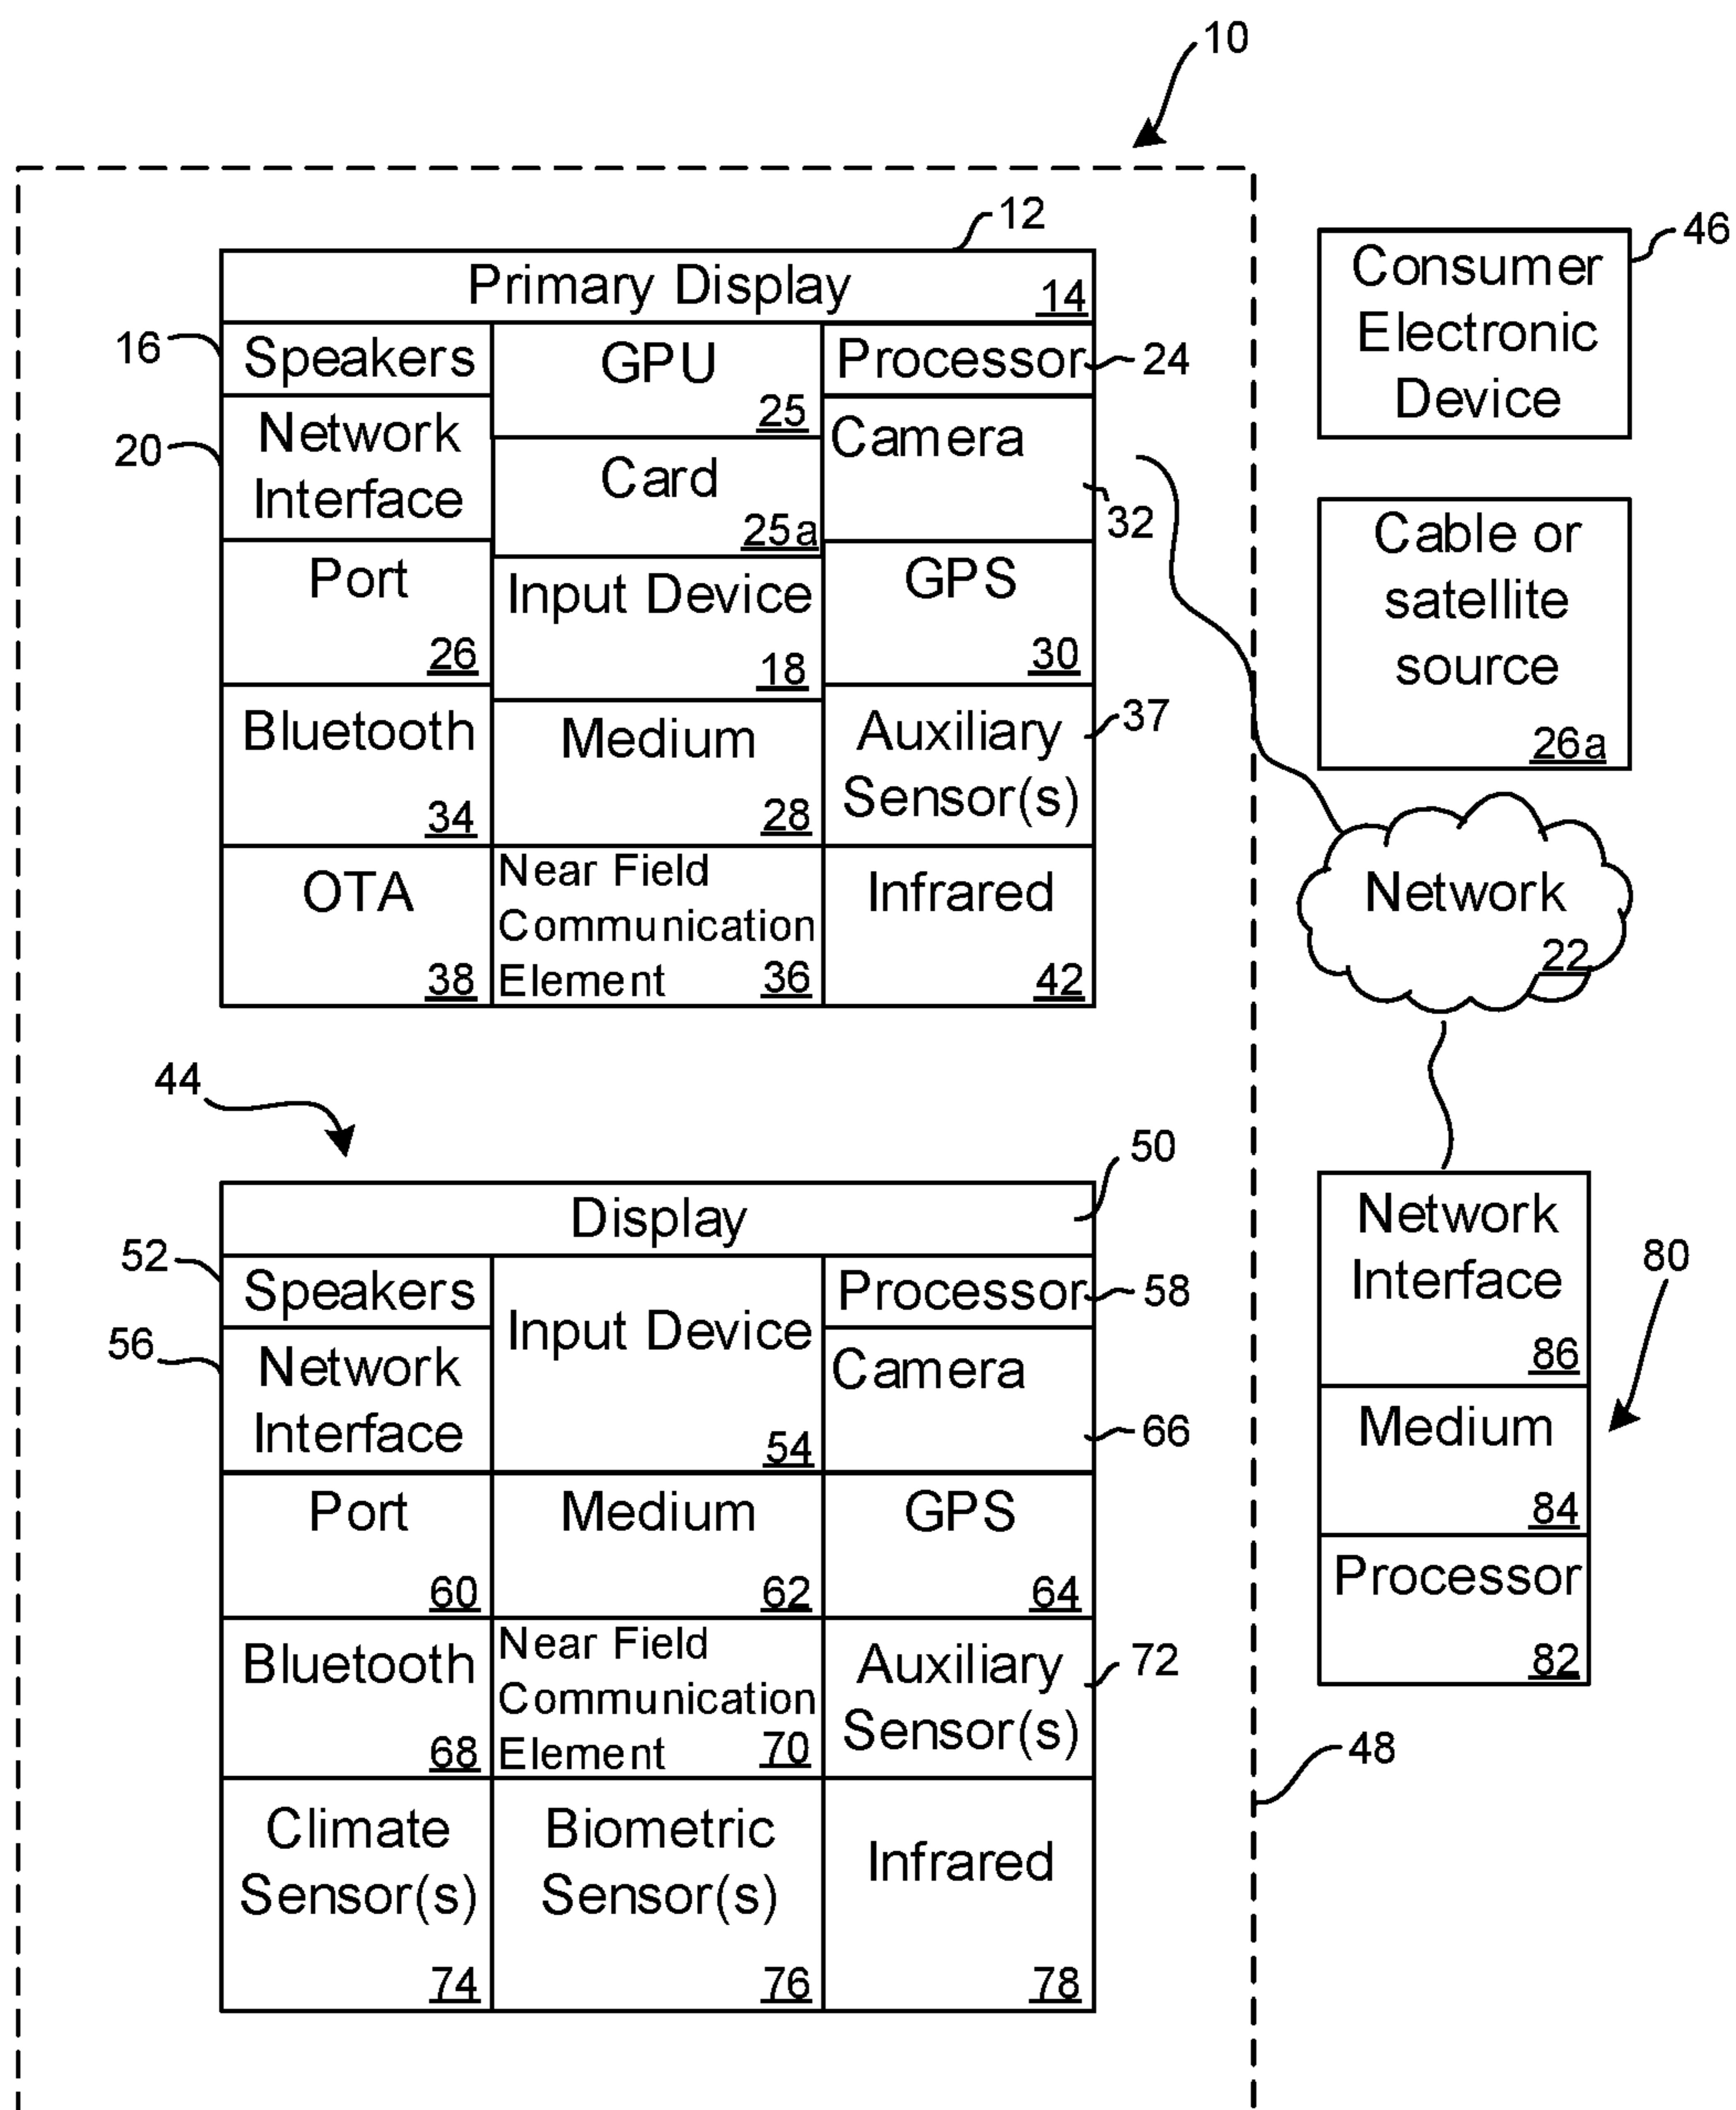 10
12
Primary Display
14
16
Speakers
GPU
25
Processor
24
20
Network
Interface
Card
25a
Camera
32
Port
26
Input Device
18
GPS
30
Bluetooth
34
Medium
28
Auxiliary
Sensor(s)
37
OTA
38
Near Field
Communication
Element
36
Infrared
42
46
Consumer
Electronic
Device
Cable or
satellite
source
26a
Network
22
44
50
Display
52
Speakers
Input Device
54
Processor
58
56
Network
Interface
Camera
66
Port
60
Medium
62
GPS
64
Bluetooth
68
Near Field
Communication
Element
70
Auxiliary
Sensor(s)
72
Climate
Sensor(s)
74
Biometric
Sensor(s)
76
Infrared
78
Network
Interface
86
80
Medium
84
Processor
82
48